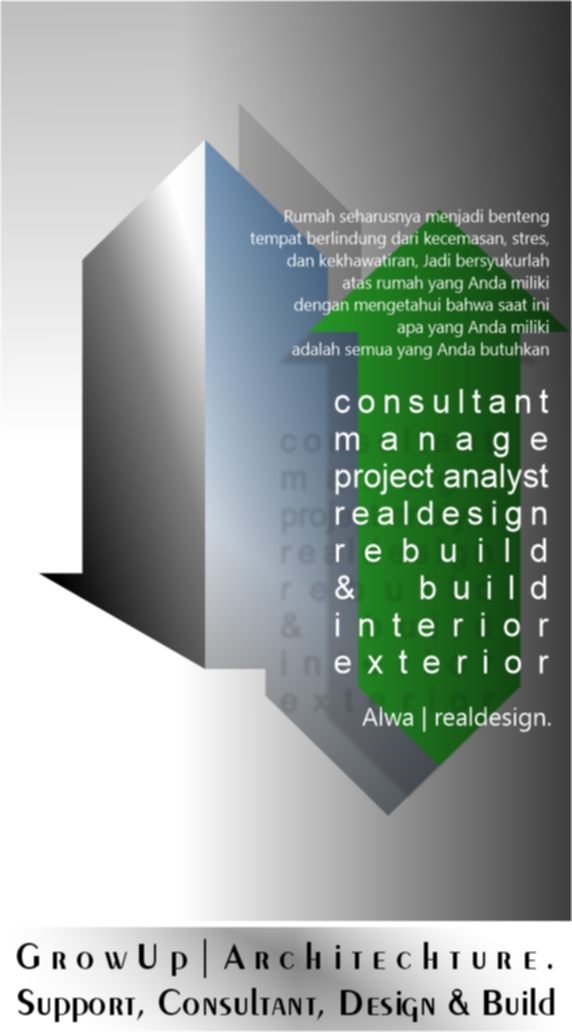 Rumah seharusnya menjadi benteng
tempat berlindung dari kecemasan, stres,
dan kekhawatiran, Jadi bersyukurlah
atas rumah yang Anda miliki
dengan mengetahui bahwa saat ini
apa yang Anda miliki
adalah semua yang Anda butuhkan
consultant
manage
project analyst
realdesign
rebuild
& build
interior
exterior
Alwa | realdesign.
GrowUp | Architechture.
Support, Consultant, Design & Build